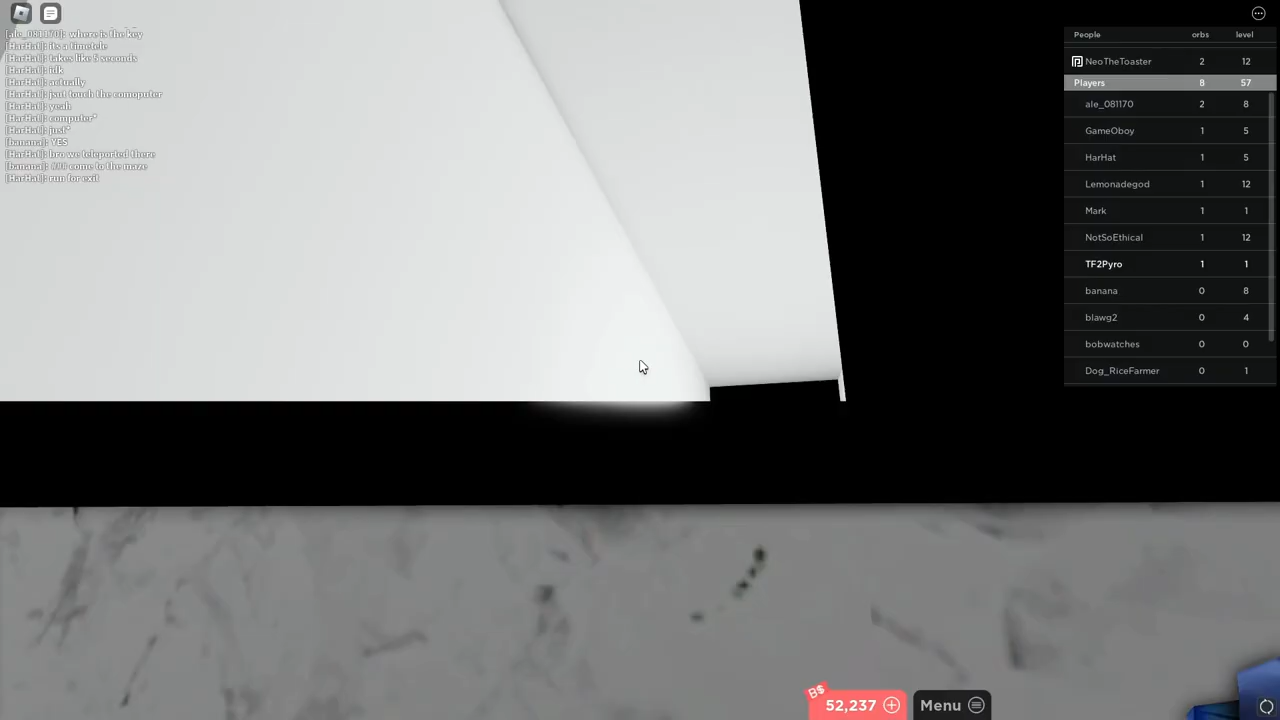 [ale_081170]: where is the key
[HarHat]: its a timetele
[HarHat]: takes like 5 seconds
[HarHat]: idk
[HarHat]: actually
[HarHat]: jsut touch the comoputer
[HarHat]: yeah
[HarHat]: computer*
[HarHat]: just*
[banana]: YES
[HarHat]: bro we teleported there
[banana]: ### come to the maze
[HarHat]: run for exit
People orbs level
NeoTheToaster 2 12
Players 8 57
ale_081170 2 8
GameOboy 1 5
HarHat 1 5
Lemonadegod 1 12
Mark 1 1
NotSoEthical 1 12
TF2Pyro 1 1
banana 0 8
blawg2 0 4
bobwatches 0 0
Dog_RiceFarmer 0 1
B$ 52,237 Menu